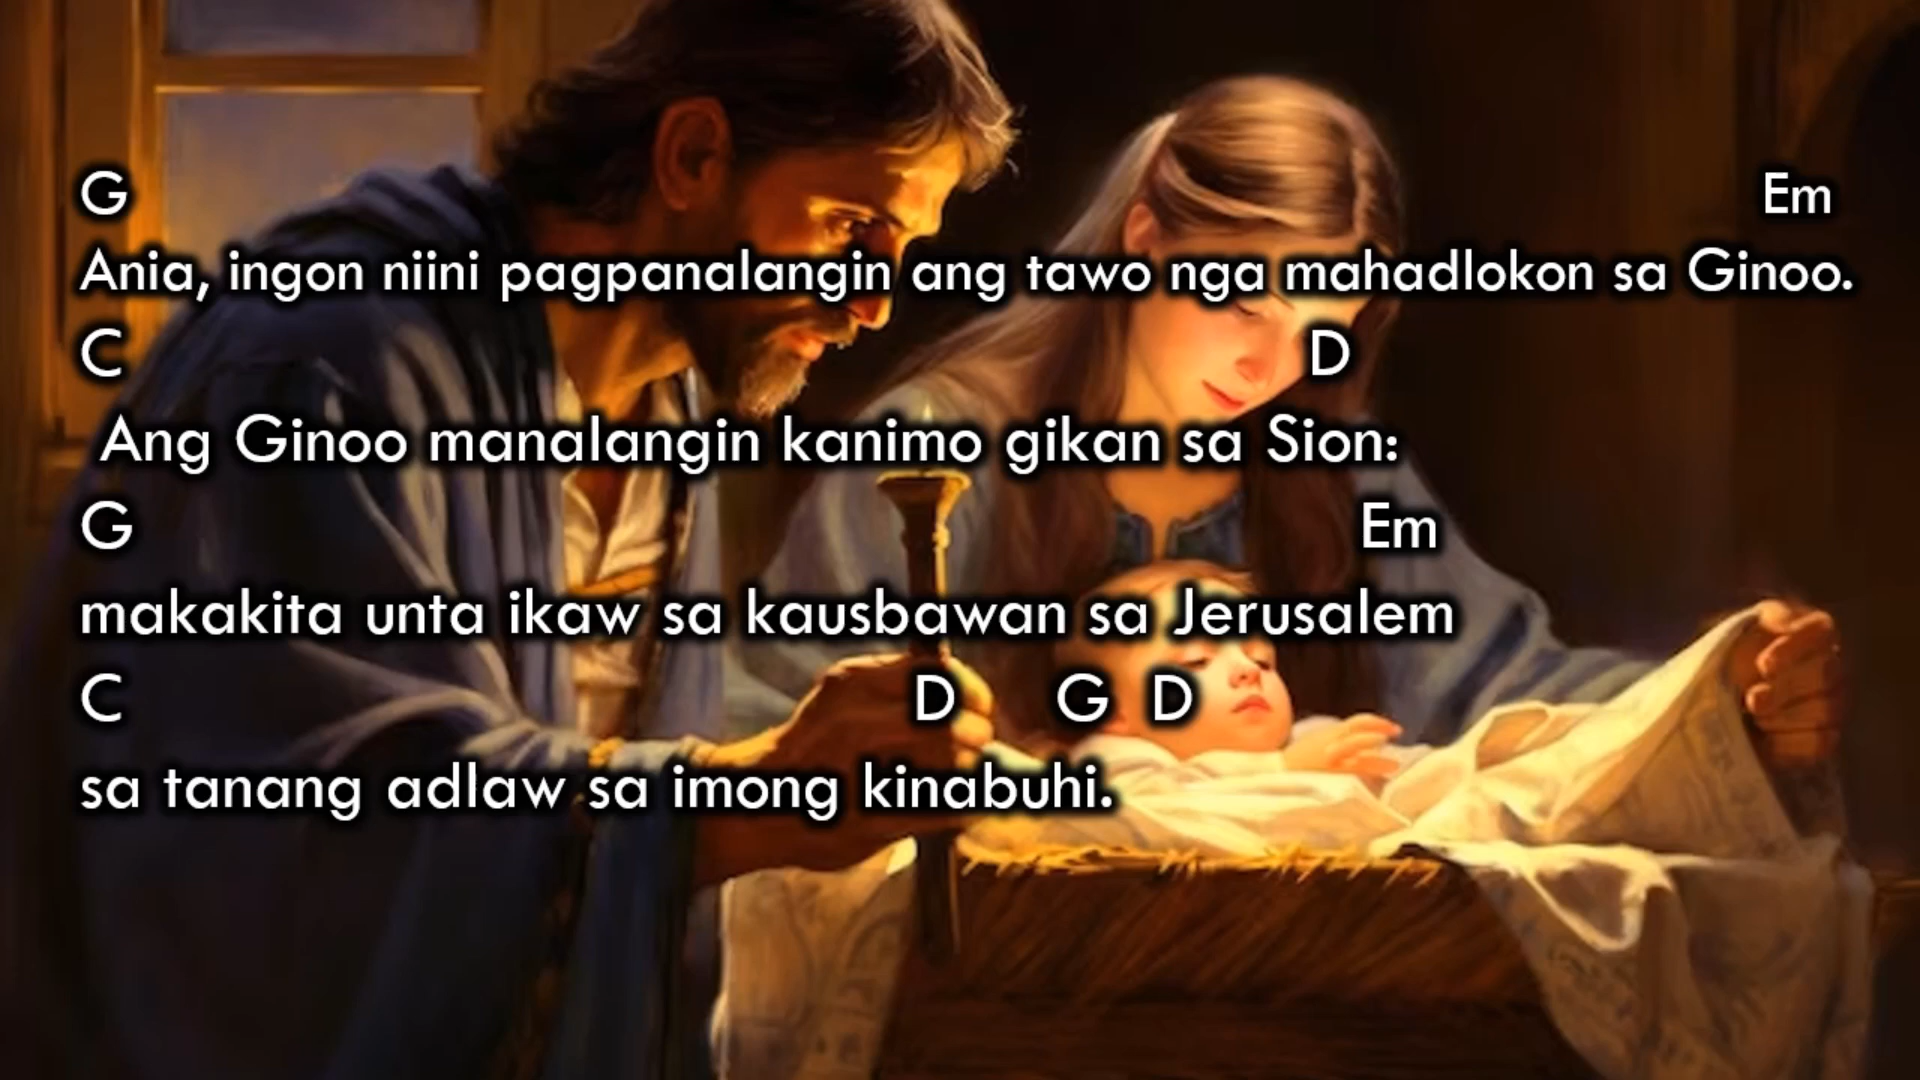 G Em
Ania, ingon niini pagpanalangin ang tawo nga mahadlokon sa Ginoo.
C D
Ang Ginoo manalangin kanimo gikan sa Sion:
G Em
makakita unta ikaw sa kausbawan sa Jerusalem
C D G D
sa tanang adlaw sa imong kinabuhi.